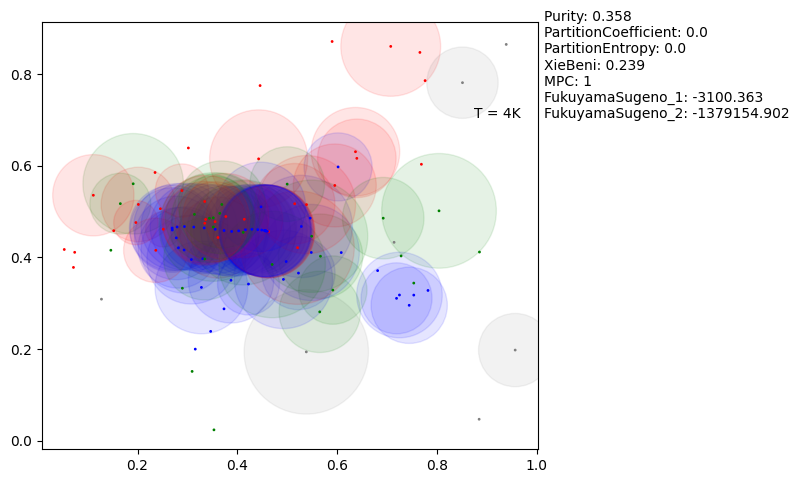 Purity: 0.358
PartitionCoefficient: 0.0
PartitionEntropy: 0.0
XieBeni: 0.239
MPC: 1
FukuyamaSugeno_1: -3100.363
FukuyamaSugeno_2: -1379154.902
T = 4K
0.8
0.6
0.4
0.2
0.0
0.2 0.4 0.6 0.8 1.0